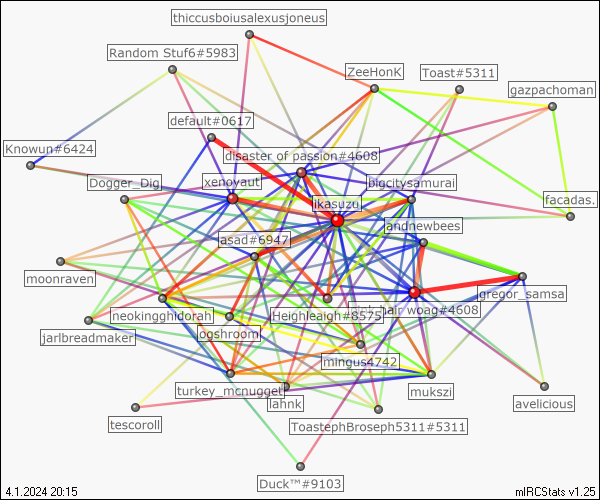 thiccusboiusalexusjoneus
Random Stuf6#5983
ZeeHonK
Toast#5311
gazpachoman
default#0617
Knowun#6424
disaster of passion#4608
Dogger_Dig
xenovaut
bigcitysamurai
ikasuzu
facadas.
andnewbees
asad#6947
moonraven
gregor_samsa
hair woag#4608
neokingghidorah
Heighleaigh#8575
ogshroom
jarlbreadmaker
mingus4742
turkey_mcnugget
mukszi
lahnk
avelicious
tescoroll
ToastephBroseph5311#5311
Duck™#9103
4.1.2024 20:15
mIRCStats v1.25